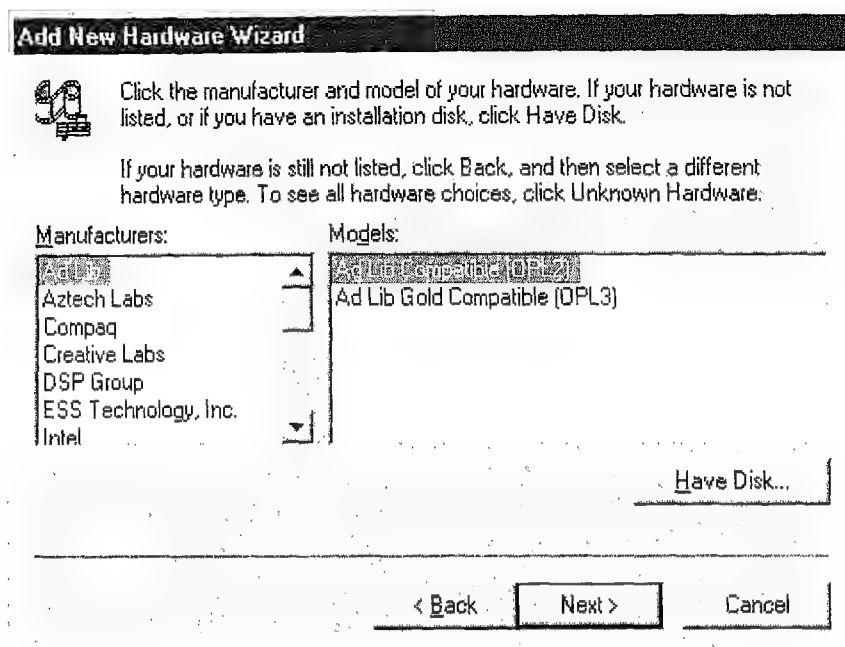 Add New Hardware Wizard
Click the manufacturer and model of your hardware. If your hardware is not
listed, or if you have an installation disk, click Have Disk.
If your hardware is still not listed, click Back, and then select a different
hardware type. To see all hardware choices, click Unknown Hardware.
Manufacturers:
Models:
Ad Lib
Aztech Labs
Compaq
Creative Labs
DSP Group
ESS Technology, Inc.
Intel
Ad Lib Compatible (OPL2)
Ad Lib Gold Compatible (OPL3)
Have Disk...
< Back
Next >
Cancel